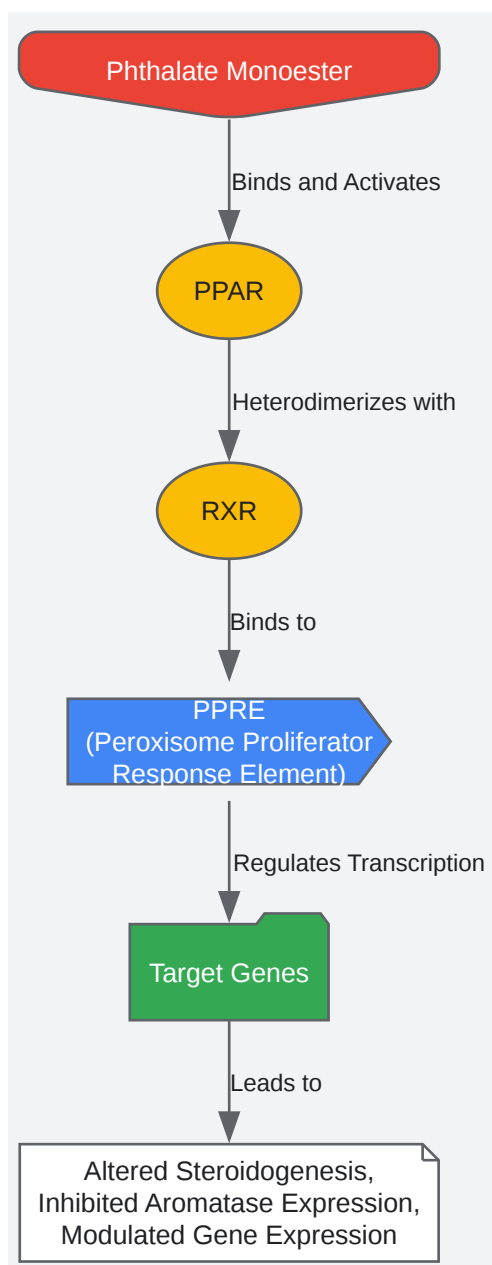 Phthalate Monoester
Binds and Activates
PPAR
Heterodimerizes with
RXR
Binds to
PPRE
(Peroxisome Proliferator
Response Element)
Regulates Transcription
Target Genes
Leads to
Altered Steroidogenesis,
Inhibited Aromatase Expression,
Modulated Gene Expression